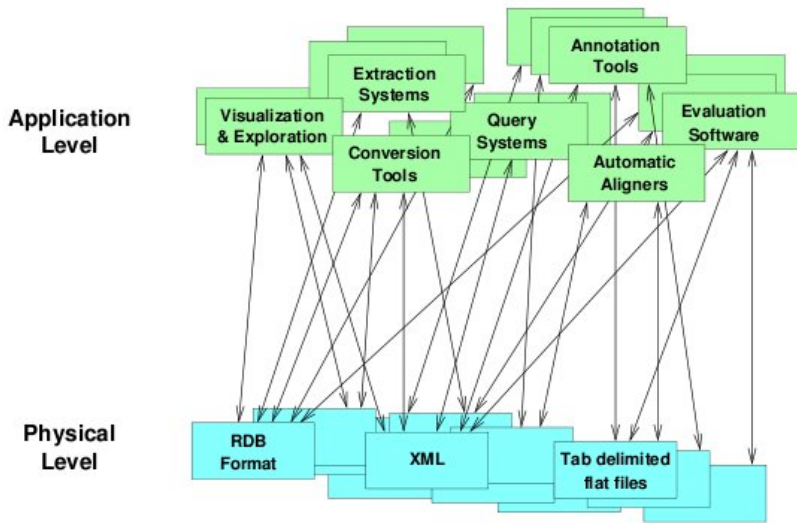 Application
Level
Extraction
Systems
Annotation
Tools
Visualization
& Exploration
Query
Systems
Evaluation
Software
Conversion
Tools
Automatic
Aligners
Physical
Level
RDB
Format
XML
Tab delimited
flat files